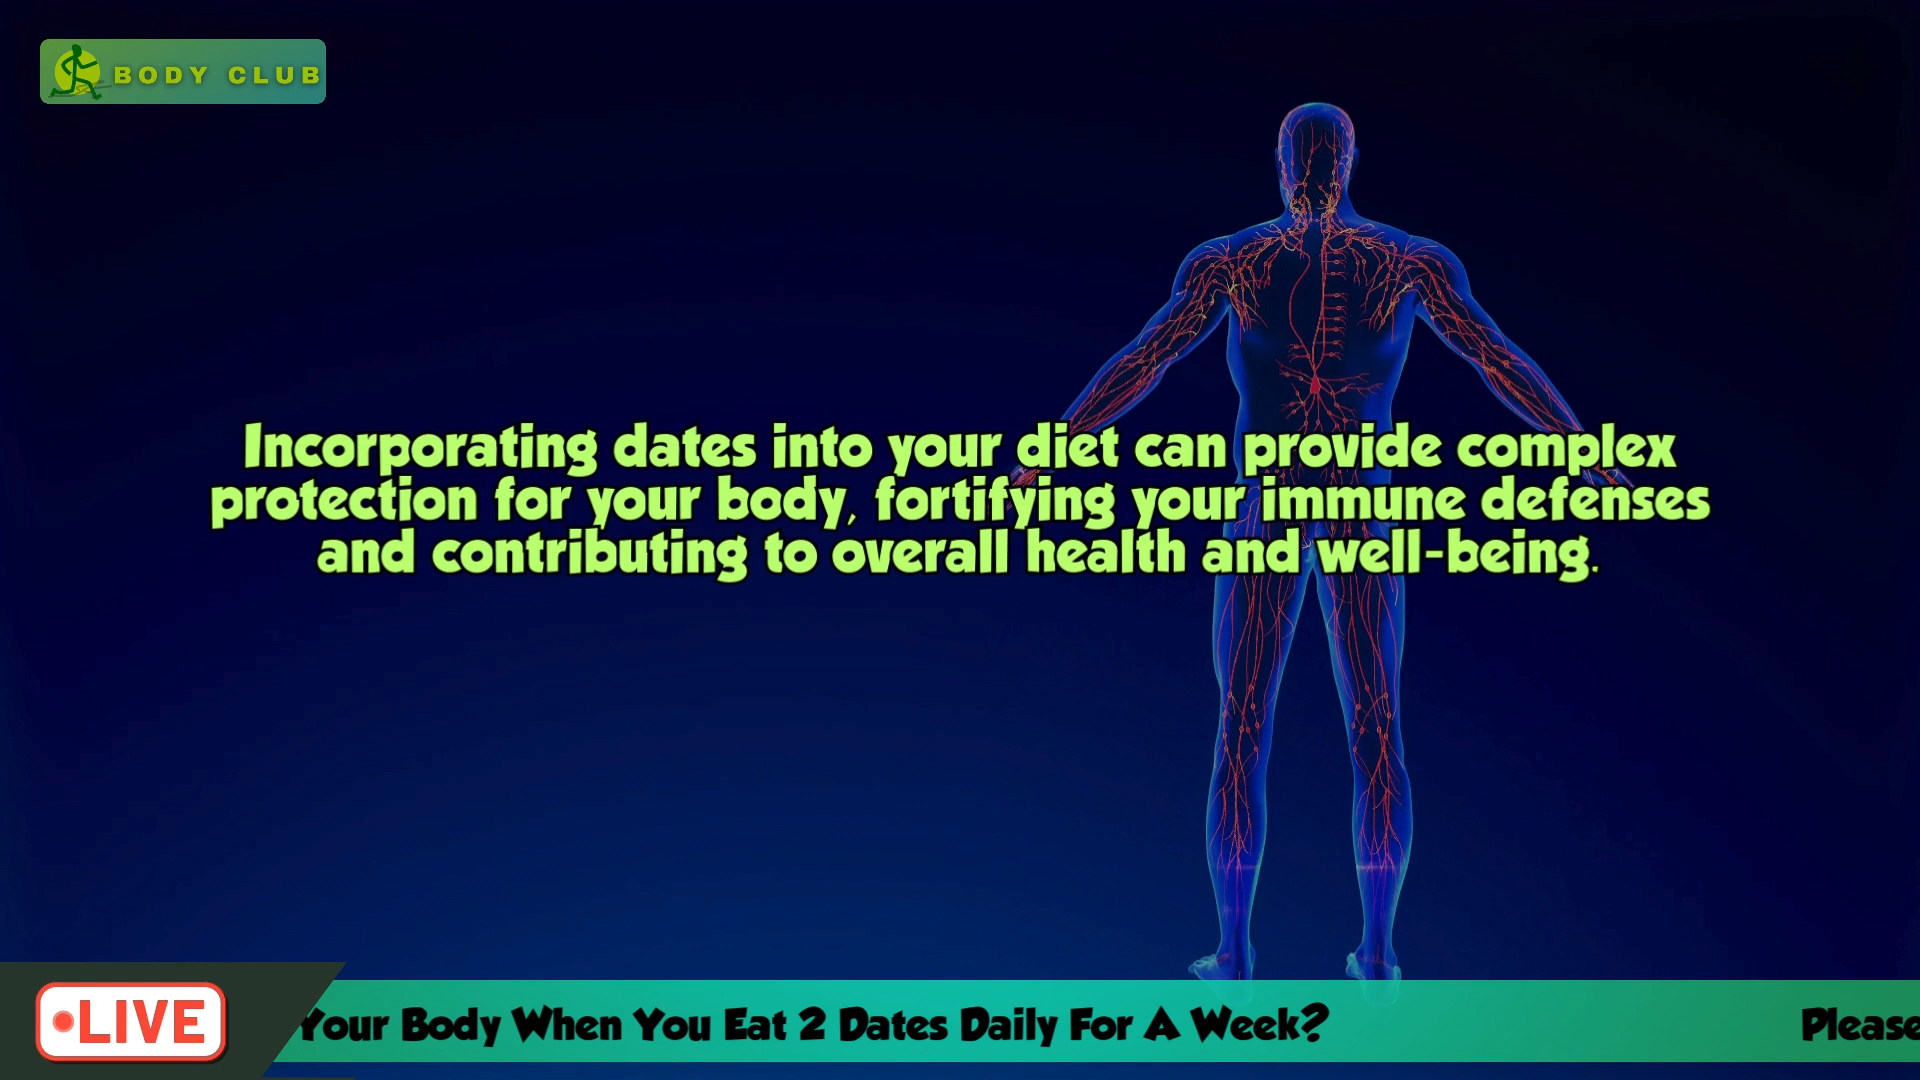 BODY CLUB
Incorporating dates into your diet can provide complex
protection for your body, fortifying your immune defenses
and contributing to overall health and well-being.
LIVE
Your Body When You Eat 2 Dates Daily For A Week? Please